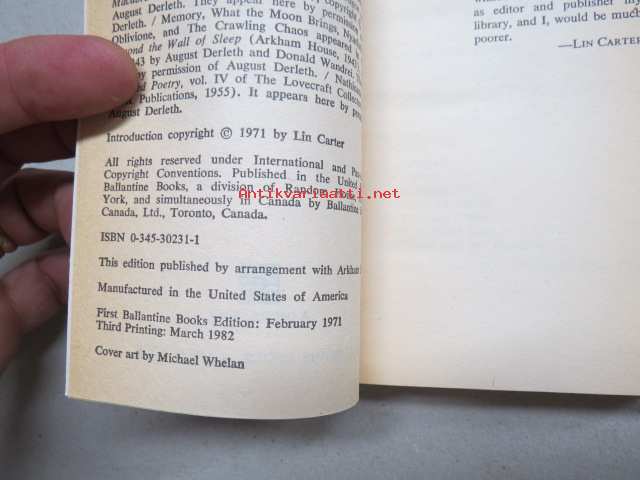 August Derleth. They appear here by permis
Derleth. / Memory, What the Moon Brings,
Oblivione, and The Crawling Chaos appeared
the Wall of Sleep (Arkham House, 194
43 by August Derleth and Donald Wandrei.
by permission of August Derleth. /
Poetry, vol. IV of The Lovecraft Collec
Publications, 1955). It appears here by
August Derleth.
Introduction copyright © 1971 by Lin Carter
All rights reserved under International and
Copyright Conventions. Published in the United
Ballantine Books, a division of Random
York, and simultaneously in Canada by Ballantine
Canada, Ltd., Toronto, Canada.
ISBN 0-345-30231-1
This edition published by arrangement with Arkham
Manufactured in the United States of America
First Ballantine Books Edition: February 1971
Third Printing: March 1982
Cover art by Michael Whelan
as editor and publisher
library, and I, would be much
poorer.
—LIN CARTER
Antikvariaatti.net